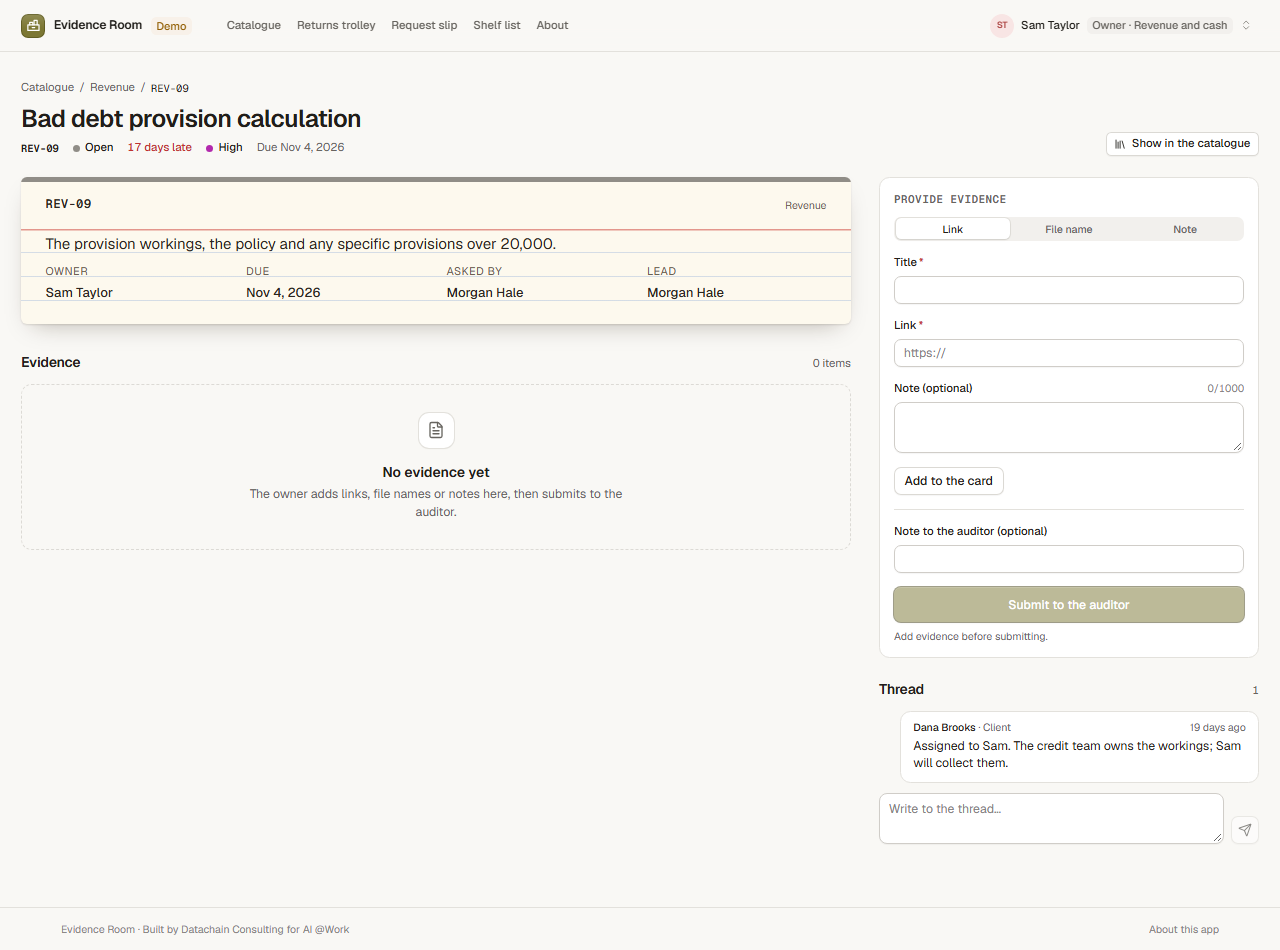 Evidence Room Demo Catalogue Returns trolley Request slip Shelf list About ST Sam Taylor Owner · Revenue and cash
Catalogue / Revenue / REV-09
Bad debt provision calculation
REV-09 Open 17 days late High Due Nov 4, 2026
Show in the catalogue
REV-09 Revenue
The provision workings, the policy and any specific provisions over 20,000.
OWNER DUE ASKED BY LEAD
Sam Taylor Nov 4, 2026 Morgan Hale Morgan Hale
Evidence 0 items
No evidence yet
The owner adds links, file names or notes here, then submits to the
auditor.
PROVIDE EVIDENCE
Link File name Note
Title *
Link *
https://
Note (optional) 0/1000
Add to the card
Note to the auditor (optional)
Submit to the auditor
Add evidence before submitting.
Thread 1
Dana Brooks · Client 19 days ago
Assigned to Sam. The credit team owns the workings; Sam
will collect them.
Write to the thread...
Evidence Room · Built by Datachain Consulting for AI @Work About this app